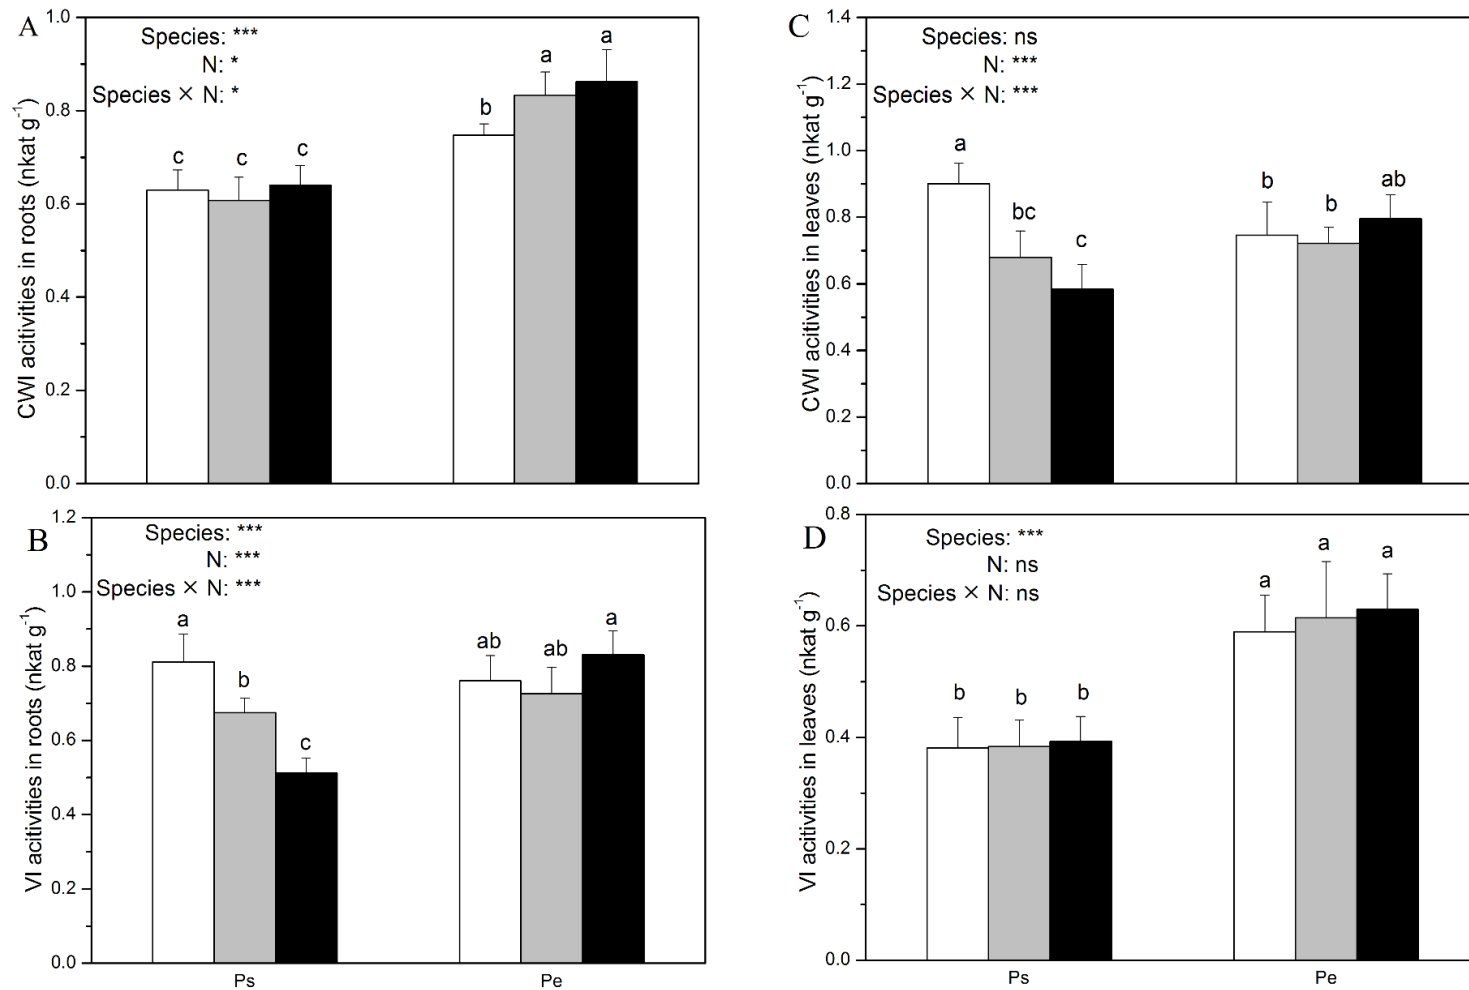 A
Species: ***
N: *
Species × N: *
CWI acitivities in roots (nkat g-1)
1.0
0.8
0.6
0.4
0.2
0.0
c
c
c
b
a
a
C
Species: ns
N: ***
Species × N: ***
CWI acitivities in leaves (nkat g-1)
1.4
1.2
1.0
0.8
0.6
0.4
0.2
0.0
a
bc
c
b
b
ab
B
Species: ***
N: ***
Species × N: ***
VI acitivities in roots (nkat g-1)
1.2
1.0
0.8
0.6
0.4
0.2
0.0
a
b
c
ab
ab
a
Ps
Pe
D
Species: ***
N: ns
Species × N: ns
VI acitivities in leaves (nkat g-1)
0.8
0.6
0.4
0.2
0.0
b
b
b
a
a
a
Ps
Pe